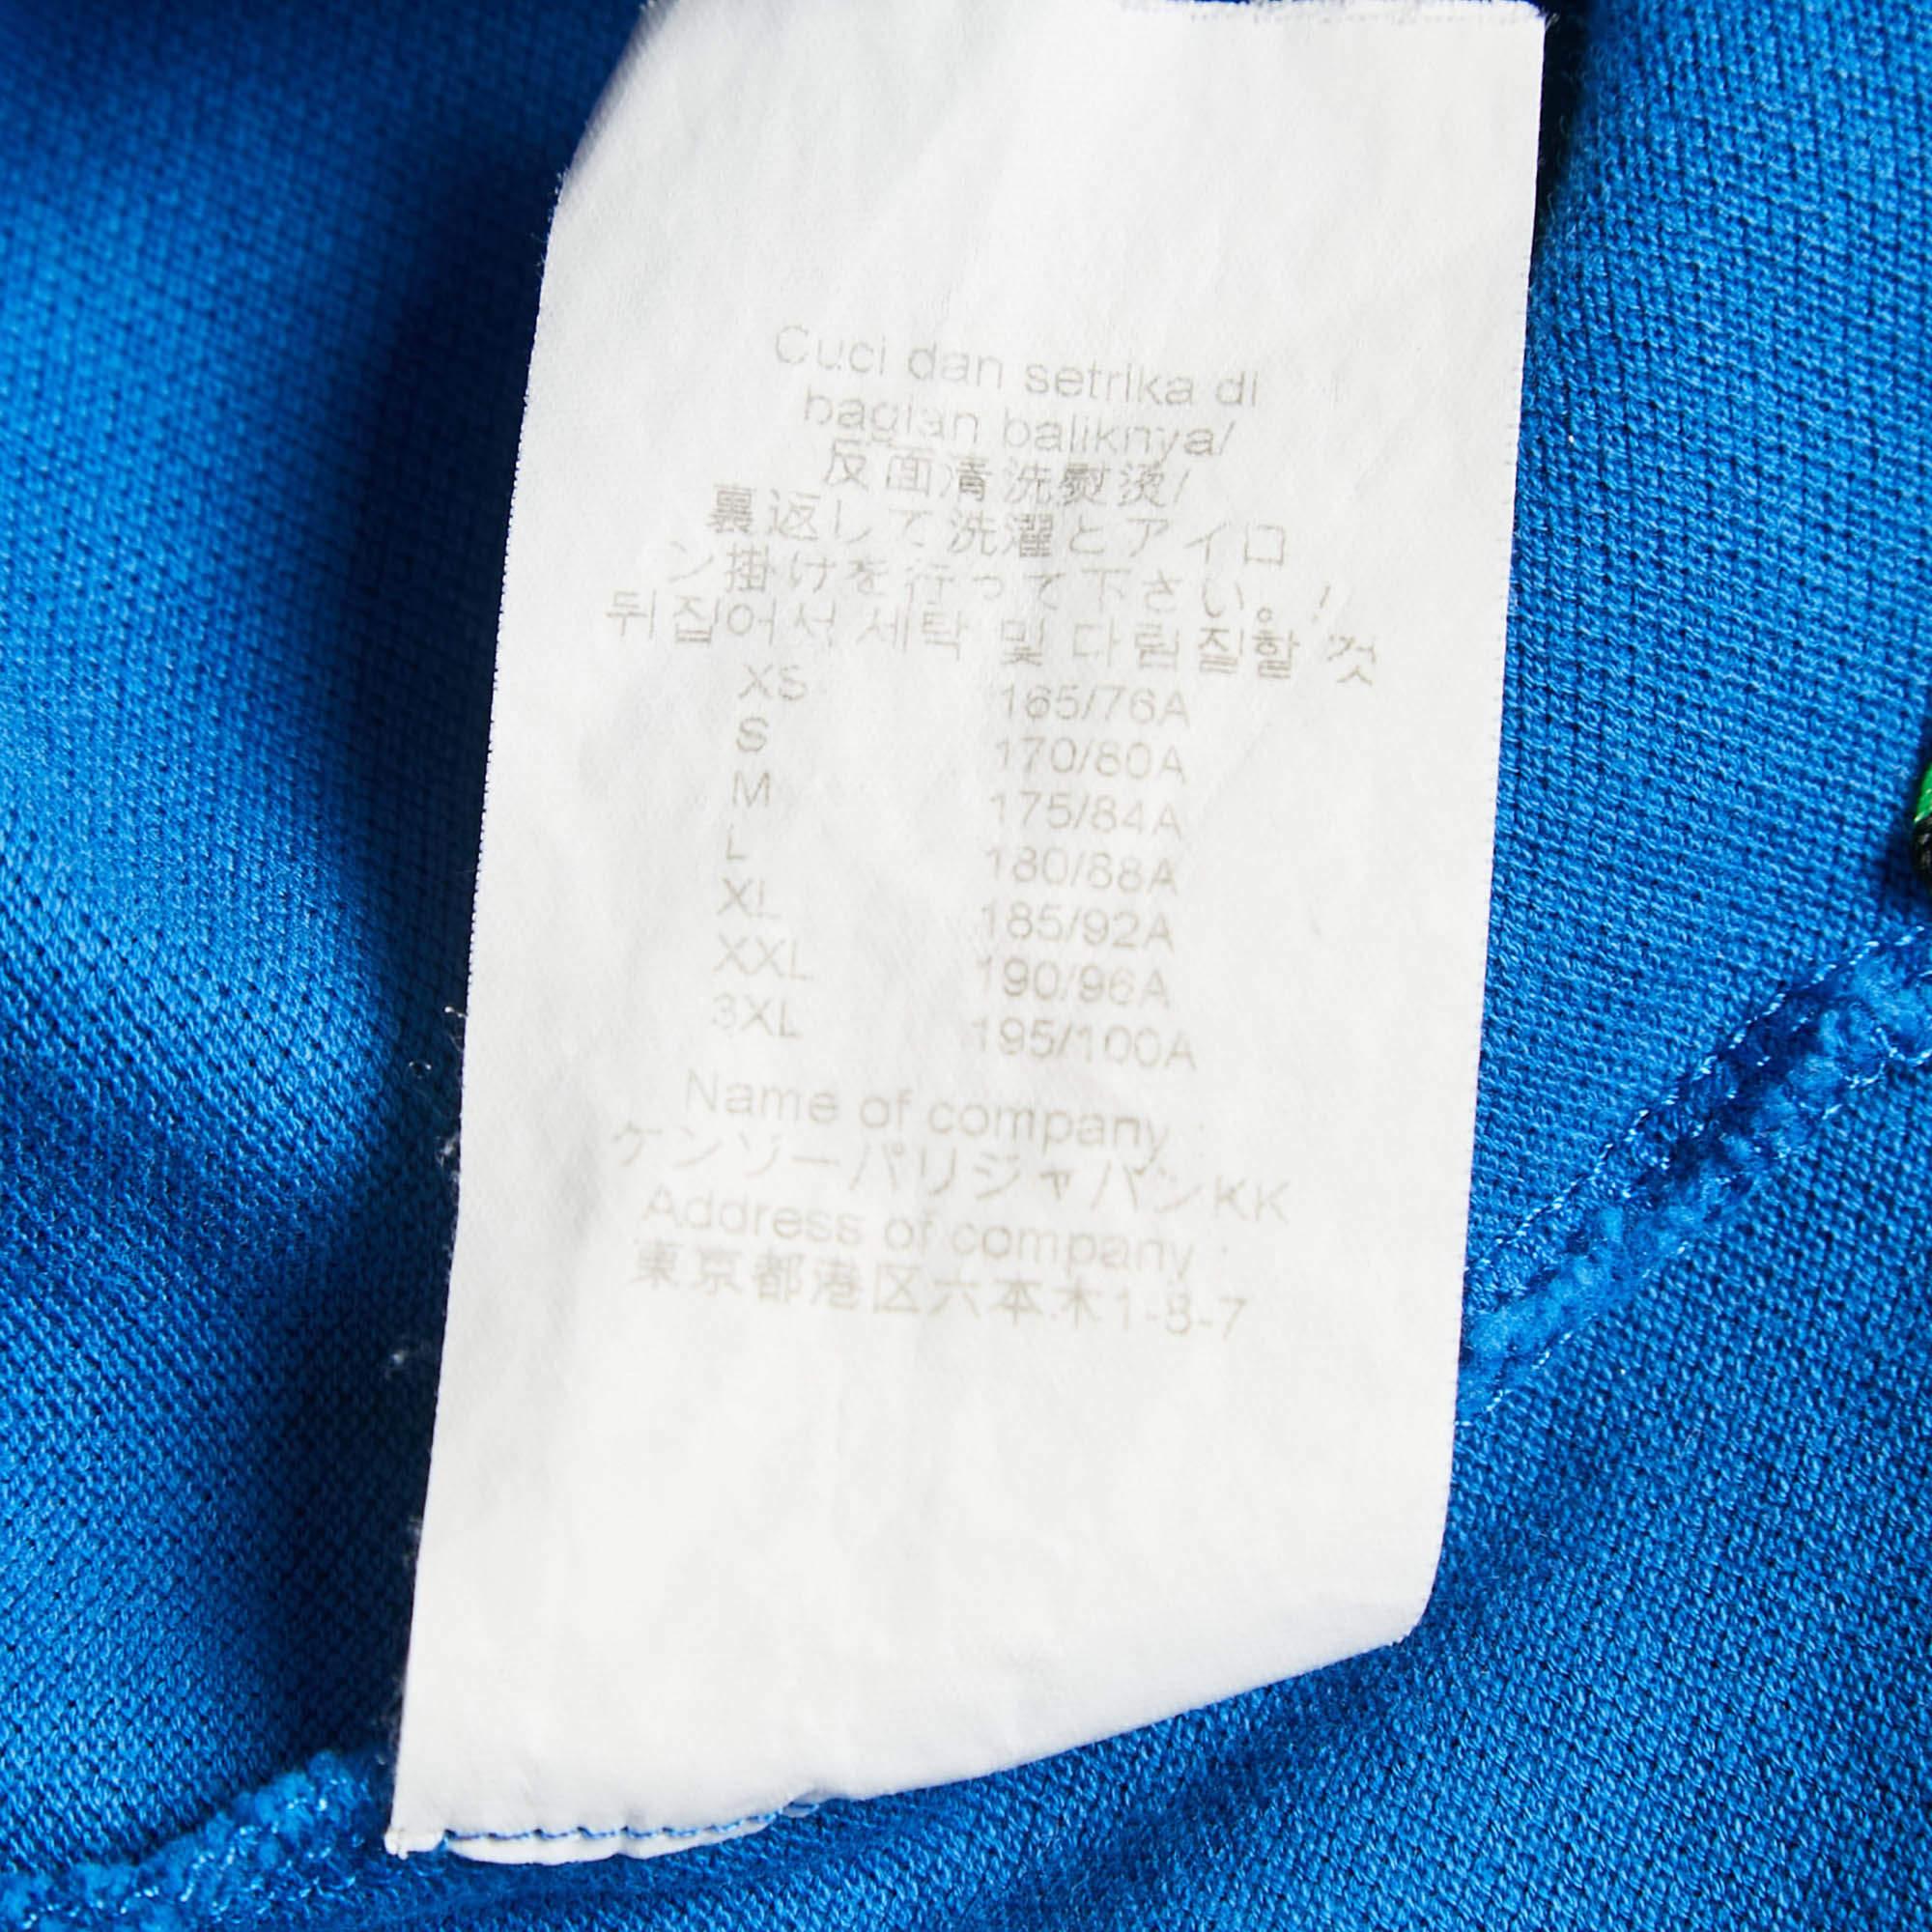 Cuci dan setrika di
bagian baliknya/
反面清洗熨烫/
裏返して洗濯とアイロ
ン掛けを行って下さい。/
뒤집어서 세탁 및 다림질할 것
XS 165/76A
S 170/80A
M 175/84A
L 180/88A
XL 185/92A
XXL 190/96A
3XL 195/100A
Name of company
ケンゾーパリジャパンKK
Address of company
東京都港区六本木1-8-7